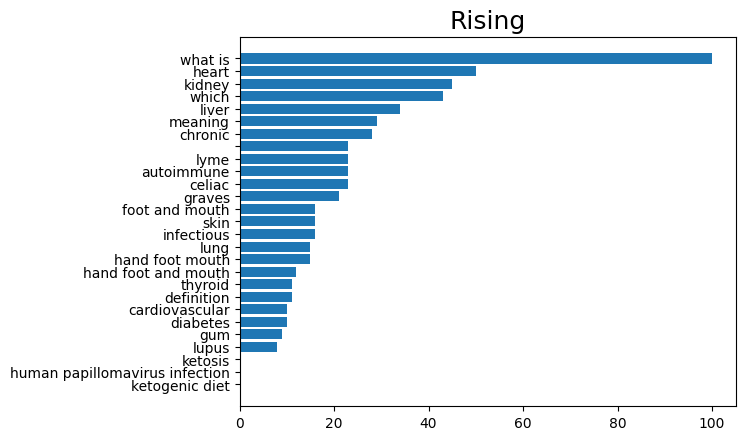 Rising
what is
heart
kidney
which
liver
meaning
chronic
lyme
autoimmune
celiac
graves
foot and mouth
skin
infectious
lung
hand foot mouth
hand foot and mouth
thyroid
definition
cardiovascular
diabetes
gum
lupus
ketosis
human papillomavirus infection
ketogenic diet
0 20 40 60 80 100